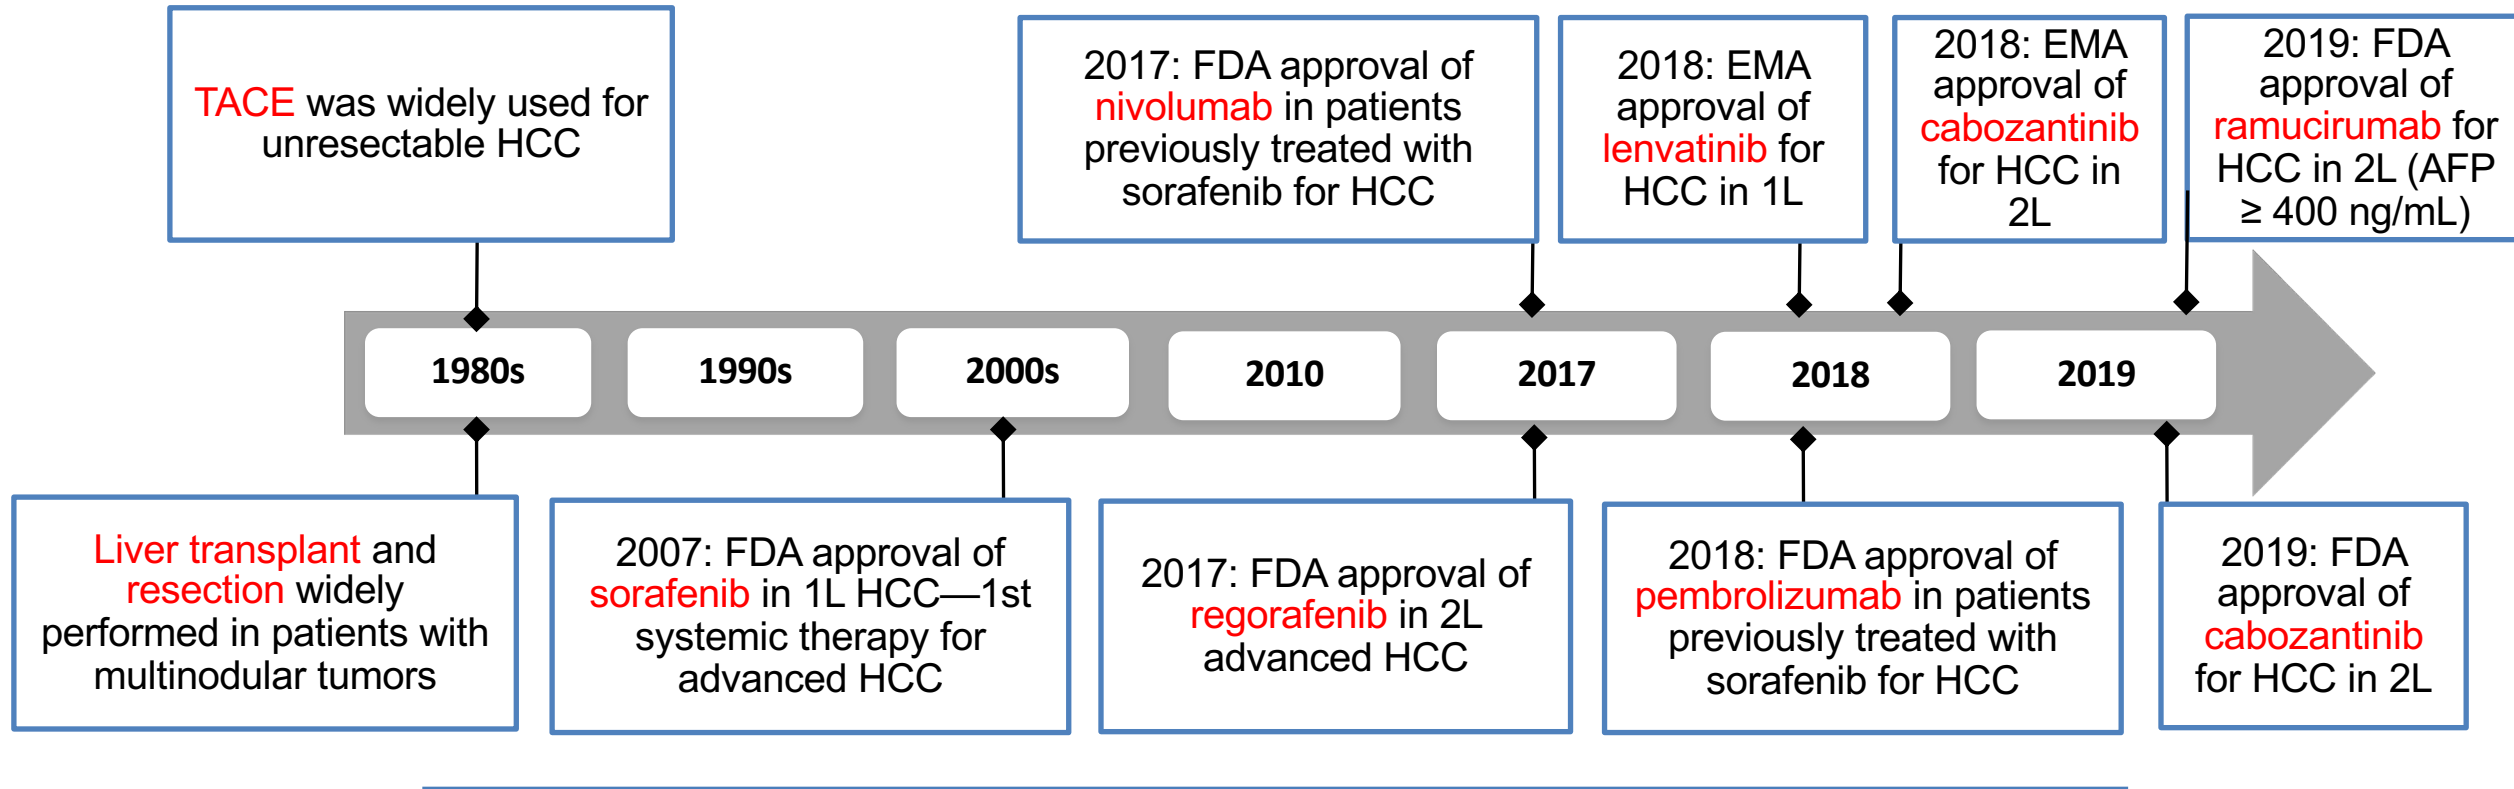 TACE was widely used for
unresectable HCC
2017: FDA approval of
nivolumab in patients
previously treated with
sorafenib for HCC
2018: EMA
approval of
lenvatinib for
HCC in 1L
2018: EMA
approval of
cabozantinib
for HCC in
2L
2019: FDA
approval of
ramucirumab for
HCC in 2L (AFP
≥ 400 ng/mL)
1980s
1990s
2000s
2010
2017
2018
2019
Liver transplant and
resection widely
performed in patients with
multinodular tumors
2007: FDA approval of
sorafenib in 1L HCC—1st
systemic therapy for
advanced HCC
2017: FDA approval of
regorafenib in 2L
advanced HCC
2018: FDA approval of
pembrolizumab in patients
previously treated with
sorafenib for HCC
2019: FDA
approval of
cabozantinib
for HCC in 2L